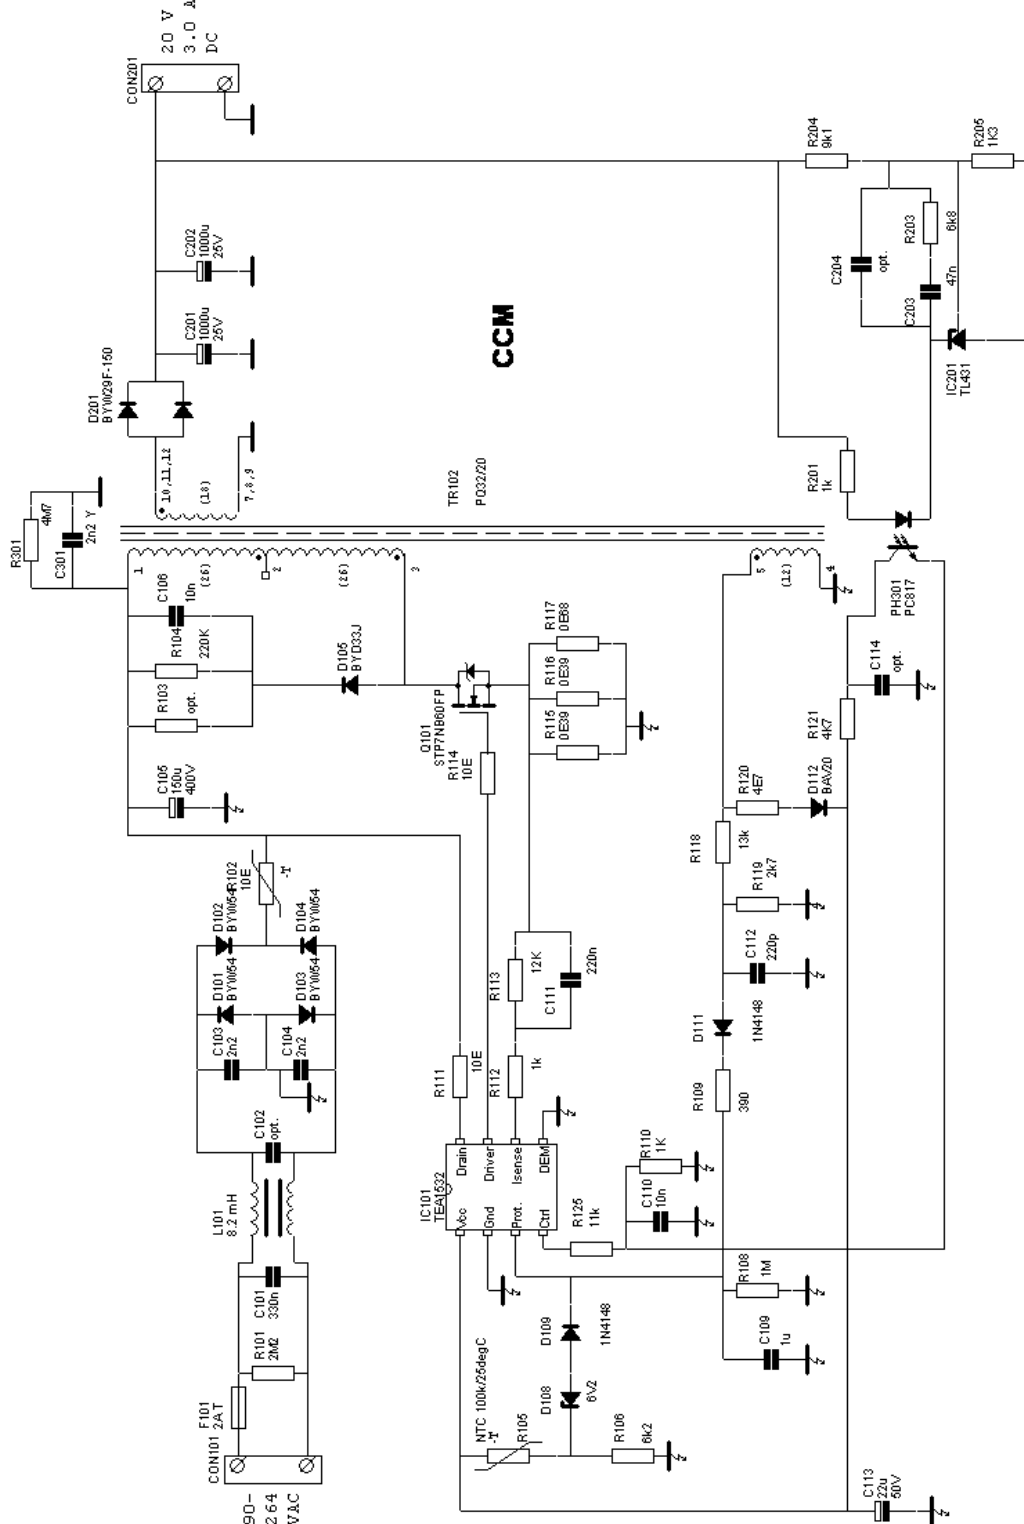 20 V
3.0 A
DC
CON201
R204
9k1
R205
1K3
C202
1000u
25V
C201
1000u
25V
C204
opt.
R203
6k8
C203
47n
CCM
IC201
TL431
D201
BYW29F-150
10,11,12
(18)
7,8,9
TR102
PQ32/20
R201
1k
R301
4M7
C301
2n2 Y
1
(26)
2
(26)
3
5
(12)
4
C106
10n
R104
220K
R103
opt.
D105
BYD33J
R117
0E68
R116
0E39
R115
0E39
PH301
PC817
C114
opt.
Q101
STP7NB60FP
R114
10E
C105
150u
400V
R121
4K7
R120
4E7
D112
BAV20
R118
13k
R119
2k7
R102
10E
-T
D102
BYW54
D104
BYW54
D101
BYW54
D103
BYW54
C103
2n2
C104
2n2
R113
12K
C111
220n
C112
220p
D111
1N4148
R111
10E
R112
1k
R109
390
C102
opt.
L101
8.2 mH
IC101
TEA1532
Drain
Driver
Isense
DEM
Vcc
Gnd
Prot.
Ctrl
R110
1K
C110
10n
R125
11k
C101
330n
R101
2M2
R108
1M
C109
1u
D109
1N4148
D108
6V2
F101
2AT
CON101
NTC 100k/25degC
-T
R105
R106
6k2
90-
264
VAC
C113
22u
50V